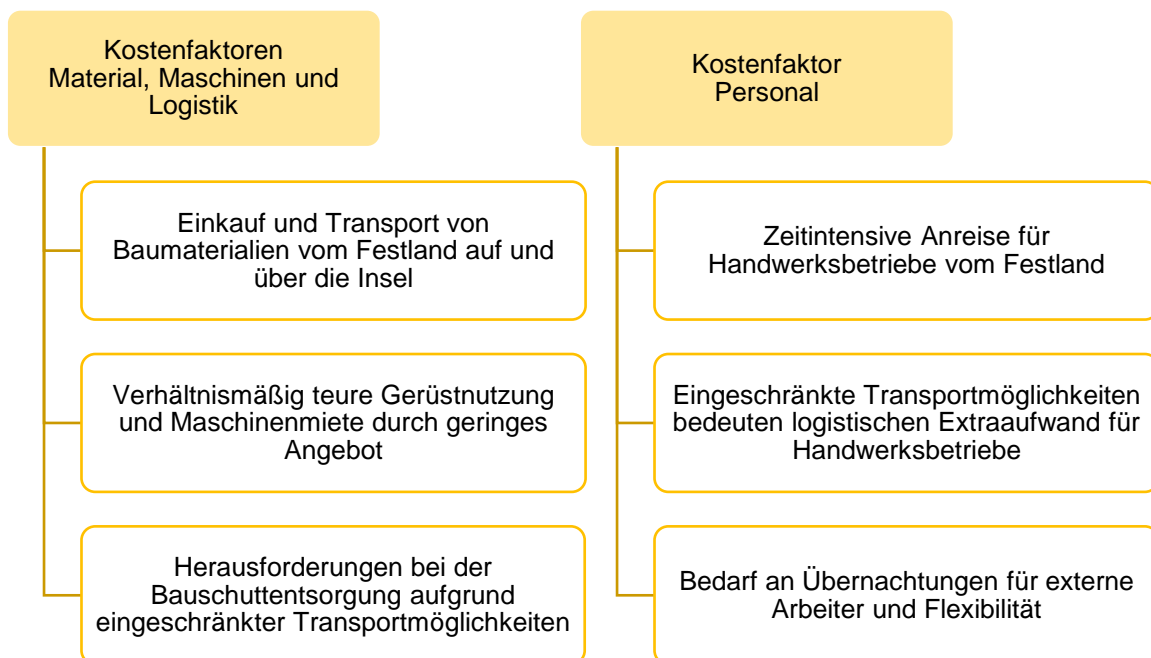 Kostenfaktoren
Material, Maschinen und
Logistik
Einkauf und Transport von
Baumaterialien vom Festland auf und
über die Insel
Verhältnismäßig teure Gerüstnutzung
und Maschinenmiete durch geringes
Angebot
Herausforderungen bei der
Bauschuttentsorgung aufgrund
eingeschränkter Transportmöglichkeiten
Kostenfaktor
Personal
Zeitintensive Anreise für
Handwerksbetriebe vom Festland
Eingeschränkte Transportmöglichkeiten
bedeuten logistischen Extraaufwand für
Handwerksbetriebe
Bedarf an Übernachtungen für externe
Arbeiter und Flexibilität